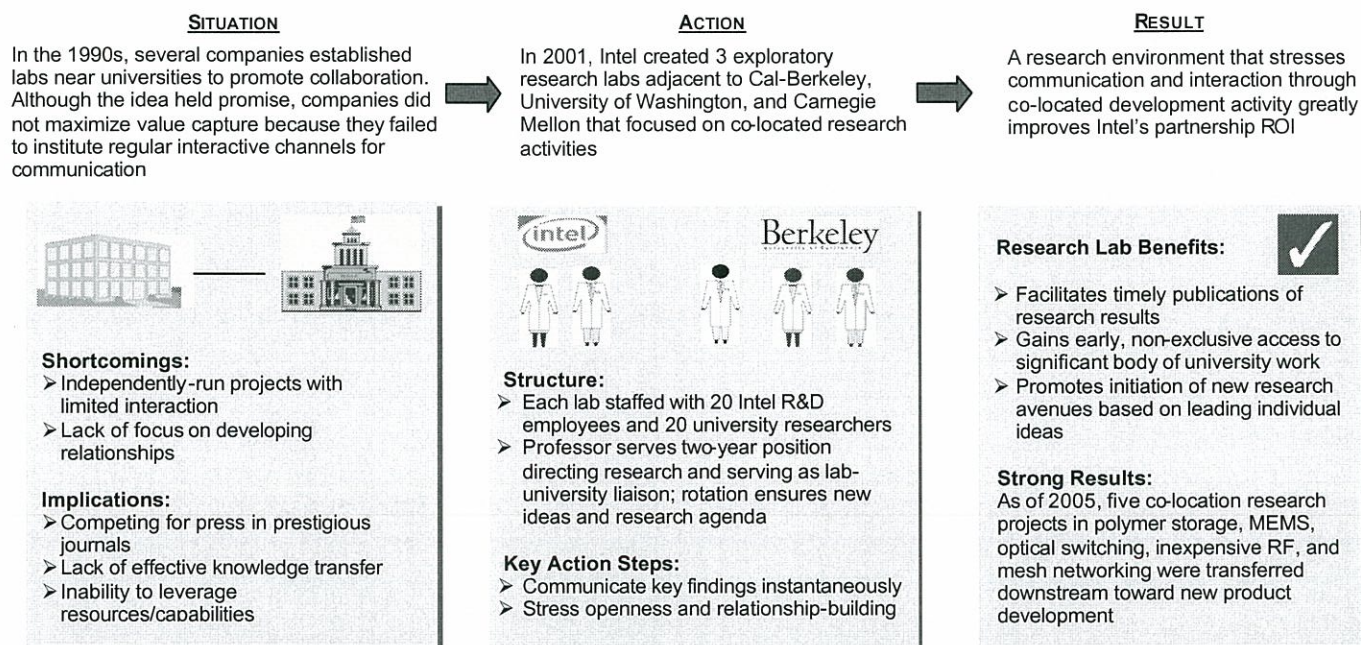 SITUATION
In the 1990s, several companies established
labs near universities to promote collaboration.
Although the idea held promise, companies did
not maximize value capture because they failed
to institute regular interactive channels for
communication
ACTION
In 2001, Intel created 3 exploratory
research labs adjacent to Cal-Berkeley,
University of Washington, and Carnegie
Mellon that focused on co-located research
activities
RESULT
A research environment that stresses
communication and interaction through
co-located development activity greatly
improves Intel's partnership ROI
Shortcomings:
➢ Independently-run projects with
limited interaction
➢ Lack of focus on developing
relationships
Implications:
➢ Competing for press in prestigious
journals
➢ Lack of effective knowledge transfer
➢ Inability to leverage
resources/capabilities
intel
Berkeley
Structure:
➢ Each lab staffed with 20 Intel R&D
employees and 20 university researchers
➢ Professor serves two-year position
directing research and serving as lab-
university liaison; rotation ensures new
ideas and research agenda
Key Action Steps:
➢ Communicate key findings instantaneously
➢ Stress openness and relationship-building
Research Lab Benefits:
➢ Facilitates timely publications of
research results
➢ Gains early, non-exclusive access to
significant body of university work
➢ Promotes initiation of new research
avenues based on leading individual
ideas
Strong Results:
As of 2005, five co-location research
projects in polymer storage, MEMS,
optical switching, inexpensive RF, and
mesh networking were transferred
downstream toward new product
development